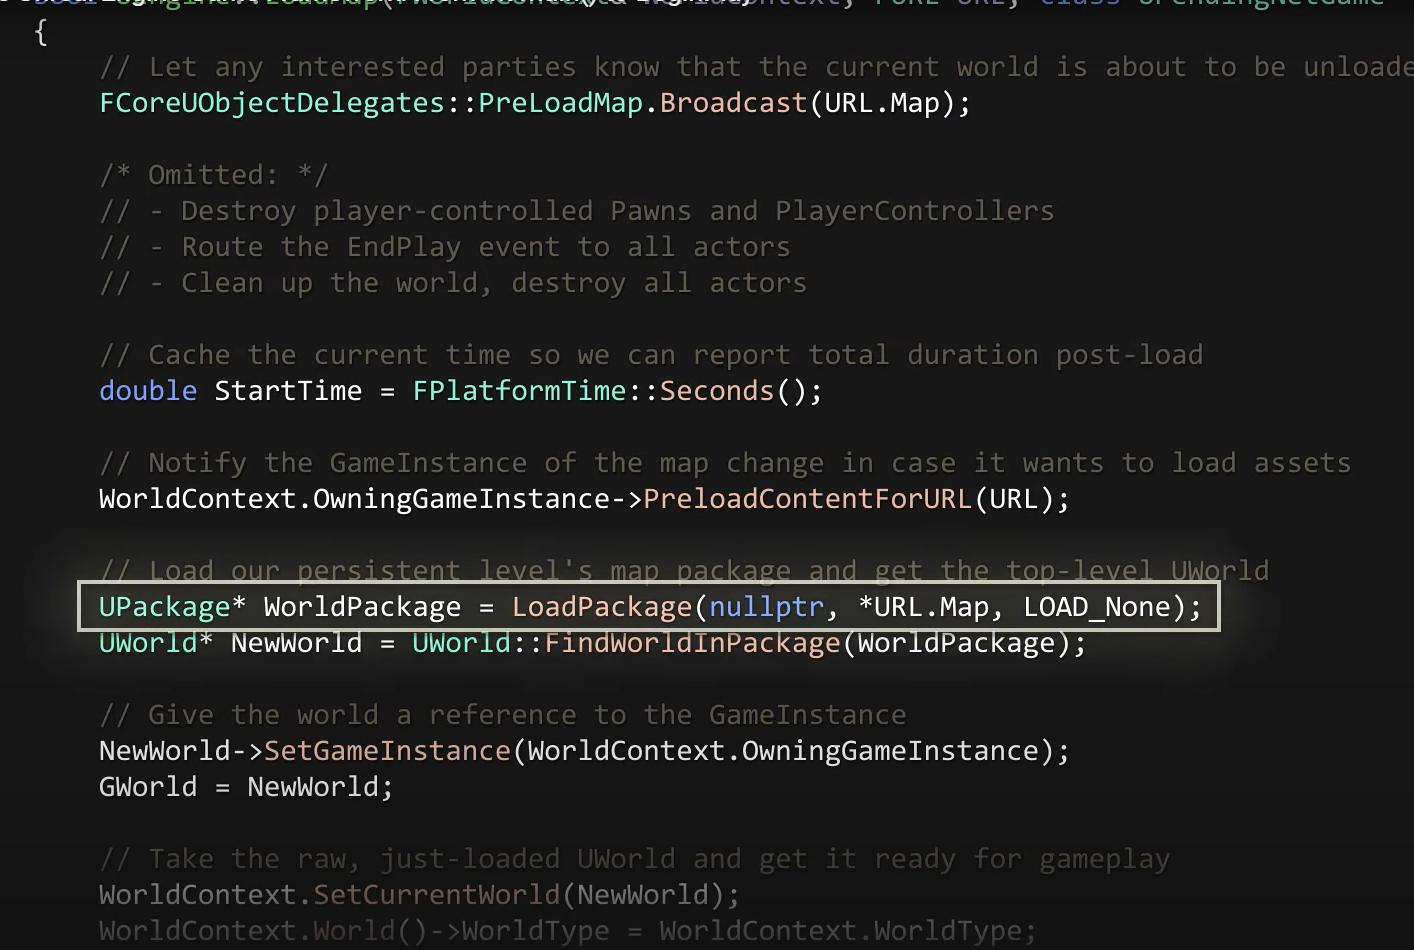 {
// Let any interested parties know that the current world is about to be unloade
FCoreUObjectDelegates::PreLoadMap.Broadcast(URL.Map);
/* Omitted: */
// - Destroy player-controlled Pawns and PlayerControllers
// - Route the EndPlay event to all actors
// - Clean up the world, destroy all actors
// Cache the current time so we can report total duration post-load
double StartTime = FPlatformTime::Seconds();
// Notify the GameInstance of the map change in case it wants to load assets
WorldContext.OwningGameInstance->PreloadContentForURL(URL);
// Load our persistent level's map package and get the top-level UWorld
UPackage* WorldPackage = LoadPackage(nullptr, *URL.Map, LOAD_None);
UWorld* NewWorld = UWorld::FindWorldInPackage(WorldPackage);
// Give the world a reference to the GameInstance
NewWorld->SetGameInstance(WorldContext.OwningGameInstance);
GWorld = NewWorld;
// Take the raw, just-loaded UWorld and get it ready for gameplay
WorldContext.SetCurrentWorld(NewWorld);
WorldContext.World()->WorldType = WorldContext.WorldType;